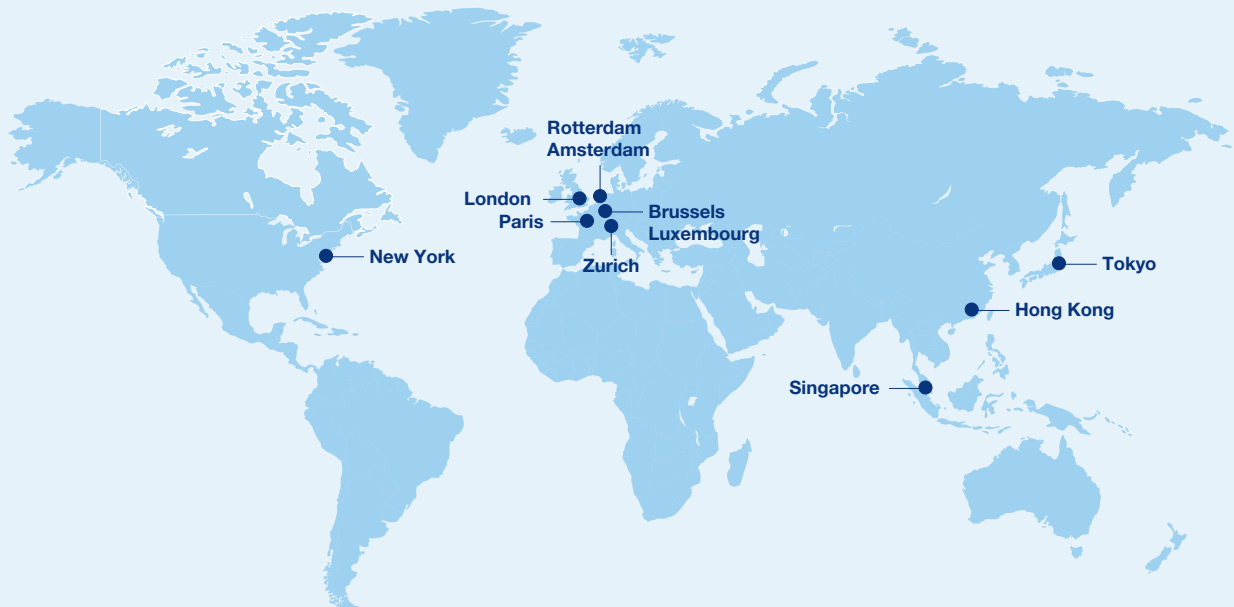 Rotterdam
Amsterdam
London
Paris
Brussels
Luxembourg
Zurich
New York
Tokyo
Hong Kong
Singapore